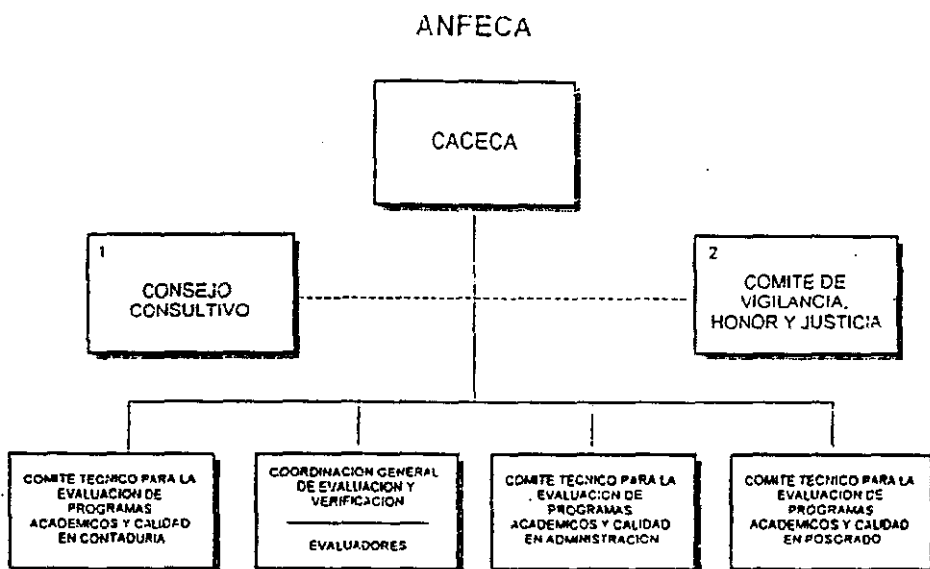 ANFECA
CACECA
1
CONSEJO
CONSULTIVO
2
COMITE DE
VIGILANCIA,
HONOR Y JUSTICIA
COMITE TECNICO PARA LA
EVALUACION DE
PROGRAMAS
ACADEMICOS Y CALIDAD
EN CONTADURIA
COORDINACION GENERAL
DE EVALUACION Y
VERIFICACION
EVALUADORES
COMITE TECNICO PARA LA
EVALUACION DE
PROGRAMAS
ACADEMICOS Y CALIDAD
EN ADMINISTRACION
COMITE TECNICO PARA LA
EVALUACION DE
PROGRAMAS
ACADEMICOS Y CALIDAD
EN POSGRADO